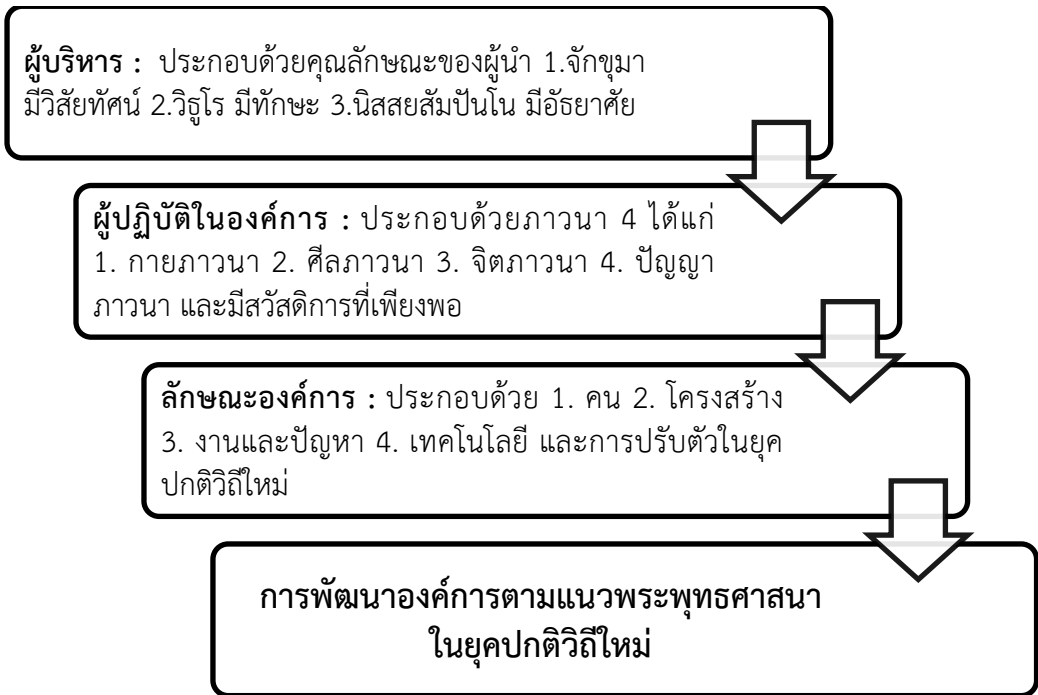 ผู้บริหาร : ประกอบด้วยคุณลักษณะของผู้นำ 1.จักขุมา
มีวิสัยทัศน์ 2.วิธูโร มีทักษะ 3.นิสสยสัมปันโน มีอัธยาศัย
ผู้ปฏิบัติในองค์การ : ประกอบด้วยภาวนา 4 ได้แก่
1. กายภาวนา 2. ศีลภาวนา 3. จิตภาวนา 4. ปัญญา
ภาวนา และมีสวัสดิการที่เพียงพอ
ลักษณะองค์การ : ประกอบด้วย 1. คน 2. โครงสร้าง
3. งานและปัญหา 4. เทคโนโลยี และการปรับตัวในยุค
ปกติวิถีใหม่
การพัฒนาองค์การตามแนวพระพุทธศาสนา
ในยุคปกติวิถีใหม่